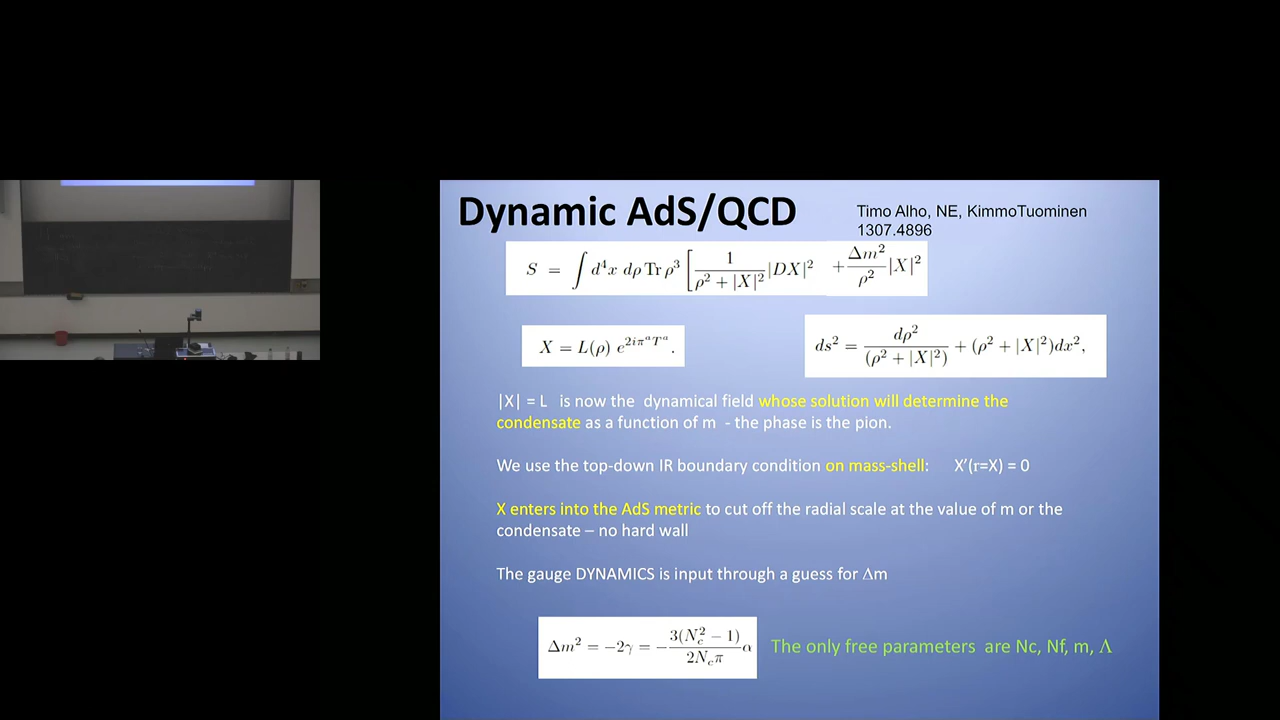 Dynamic AdS/QCD
Timo Alho, NE, KimmoTuominen
1307.4896
S = ∫ d⁴x dρ Tr ρ³ [ 1/(ρ² + |X|²) |DX|² + Δm²/ρ² |X|²
X = L(ρ) e^{2iπ^a T^a}.
ds² = dρ²/(ρ² + |X|²) + (ρ² + |X|²)dx²,
|X| = L is now the dynamical field whose solution will determine the
condensate as a function of m - the phase is the pion.
We use the top-down IR boundary condition on mass-shell: X'(r=X) = 0
X enters into the AdS metric to cut off the radial scale at the value of m or the
condensate – no hard wall
The gauge DYNAMICS is input through a guess for Δm
Δm² = −2γ = −3(N_c² − 1)/(2N_cπ) α
The only free parameters are Nc, Nf, m, Λ